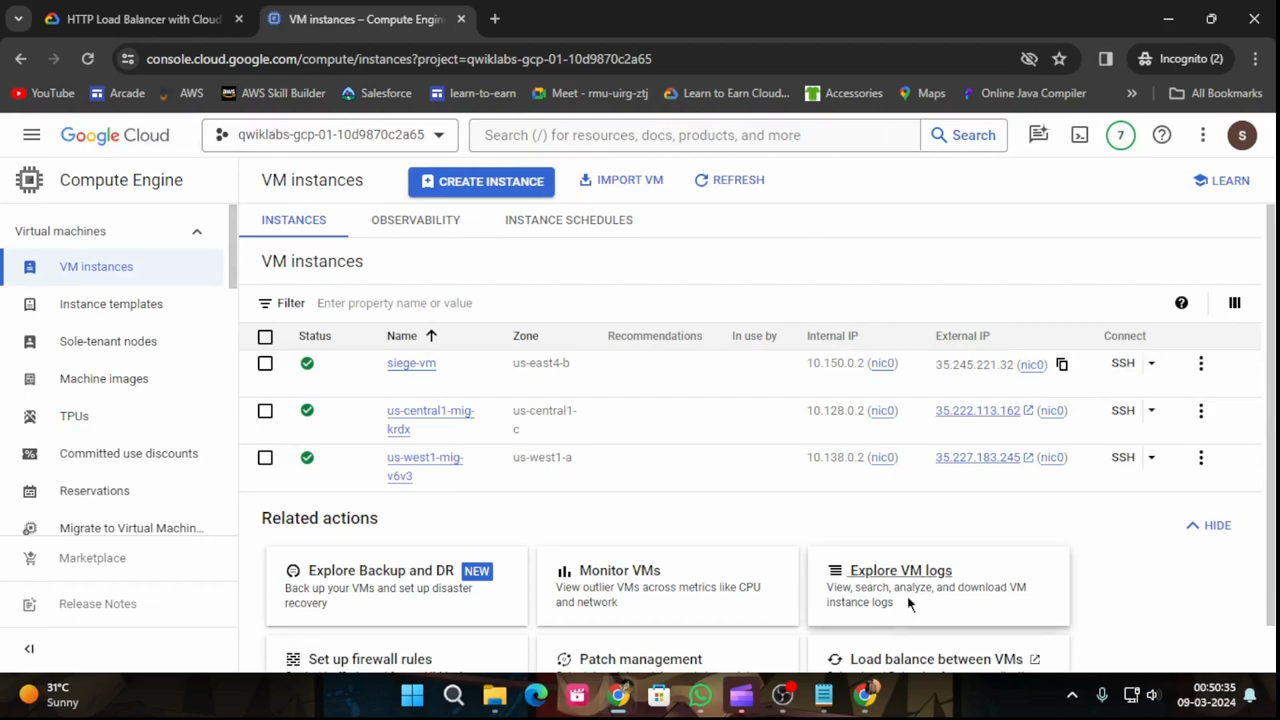 HTTP Load Balancer with Cloud
VM instances – Compute Engin
console.cloud.google.com/compute/instances?project=qwiklabs-gcp-01-10d9870c2a65
Incognito (2)
YouTube
Arcade
AWS
AWS Skill Builder
Salesforce
learn-to-earn
Meet - rmu-uirg-ztj
Learn to Earn Cloud...
Accessories
Maps
Online Java Compiler
All Bookmarks
Google Cloud
qwiklabs-gcp-01-10d9870c2a65
Search (/) for resources, docs, products, and more
Search
7
S
Compute Engine
VM instances
CREATE INSTANCE
IMPORT VM
REFRESH
LEARN
Virtual machines
VM instances
Instance templates
Sole-tenant nodes
Machine images
TPUs
Committed use discounts
Reservations
Migrate to Virtual Machin...
Marketplace
Release Notes
INSTANCES
OBSERVABILITY
INSTANCE SCHEDULES
VM instances
Filter Enter property name or value
Status Name Zone Recommendations In use by Internal IP External IP Connect
siege-vm us-east4-b 10.150.0.2 (nic0) 35.245.221.32 (nic0) SSH
us-central1-mig- us-central1- 10.128.0.2 (nic0) 35.222.113.162 (nic0) SSH
krdx c
us-west1-mig- us-west1-a 10.138.0.2 (nic0) 35.227.183.245 (nic0) SSH
v6v3
Related actions
HIDE
Explore Backup and DR NEW
Back up your VMs and set up disaster
recovery
Monitor VMs
View outlier VMs across metrics like CPU
and network
Explore VM logs
View, search, analyze, and download VM
instance logs
Set up firewall rules
Patch management
Load balance between VMs
31°C
Sunny
00:50:35
09-03-2024